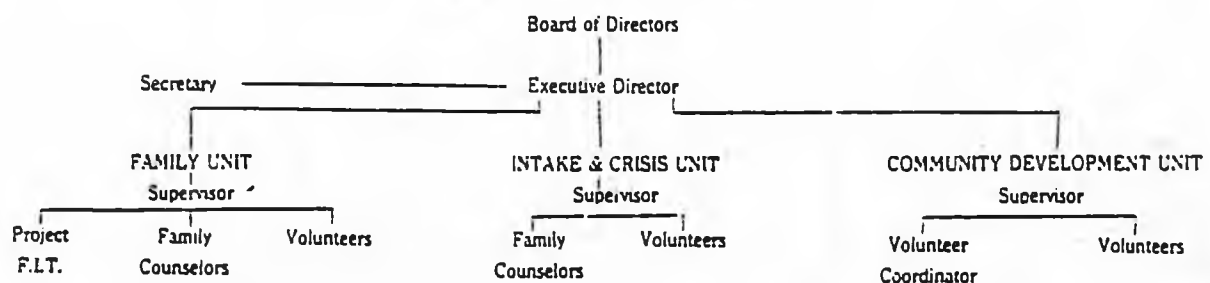 Board of Directors
Secretary Executive Director
FAMILY UNIT INTAKE & CRISIS UNIT COMMUNITY DEVELOPMENT UNIT
Supervisor Supervisor Supervisor
Project Family Volunteers Family Volunteers Volunteer Volunteers
F.I.T. Counselors Counselors Coordinator